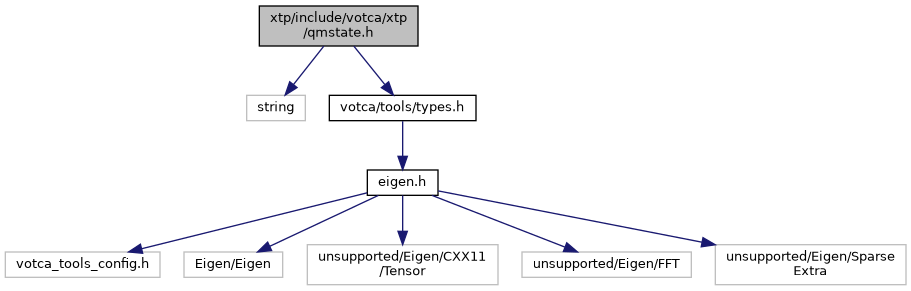 xtp/include/votca/xtp
/qmstate.h
string
votca/tools/types.h
eigen.h
votca_tools_config.h
Eigen/Eigen
unsupported/Eigen/CXX11
/Tensor
unsupported/Eigen/FFT
unsupported/Eigen/Sparse
Extra